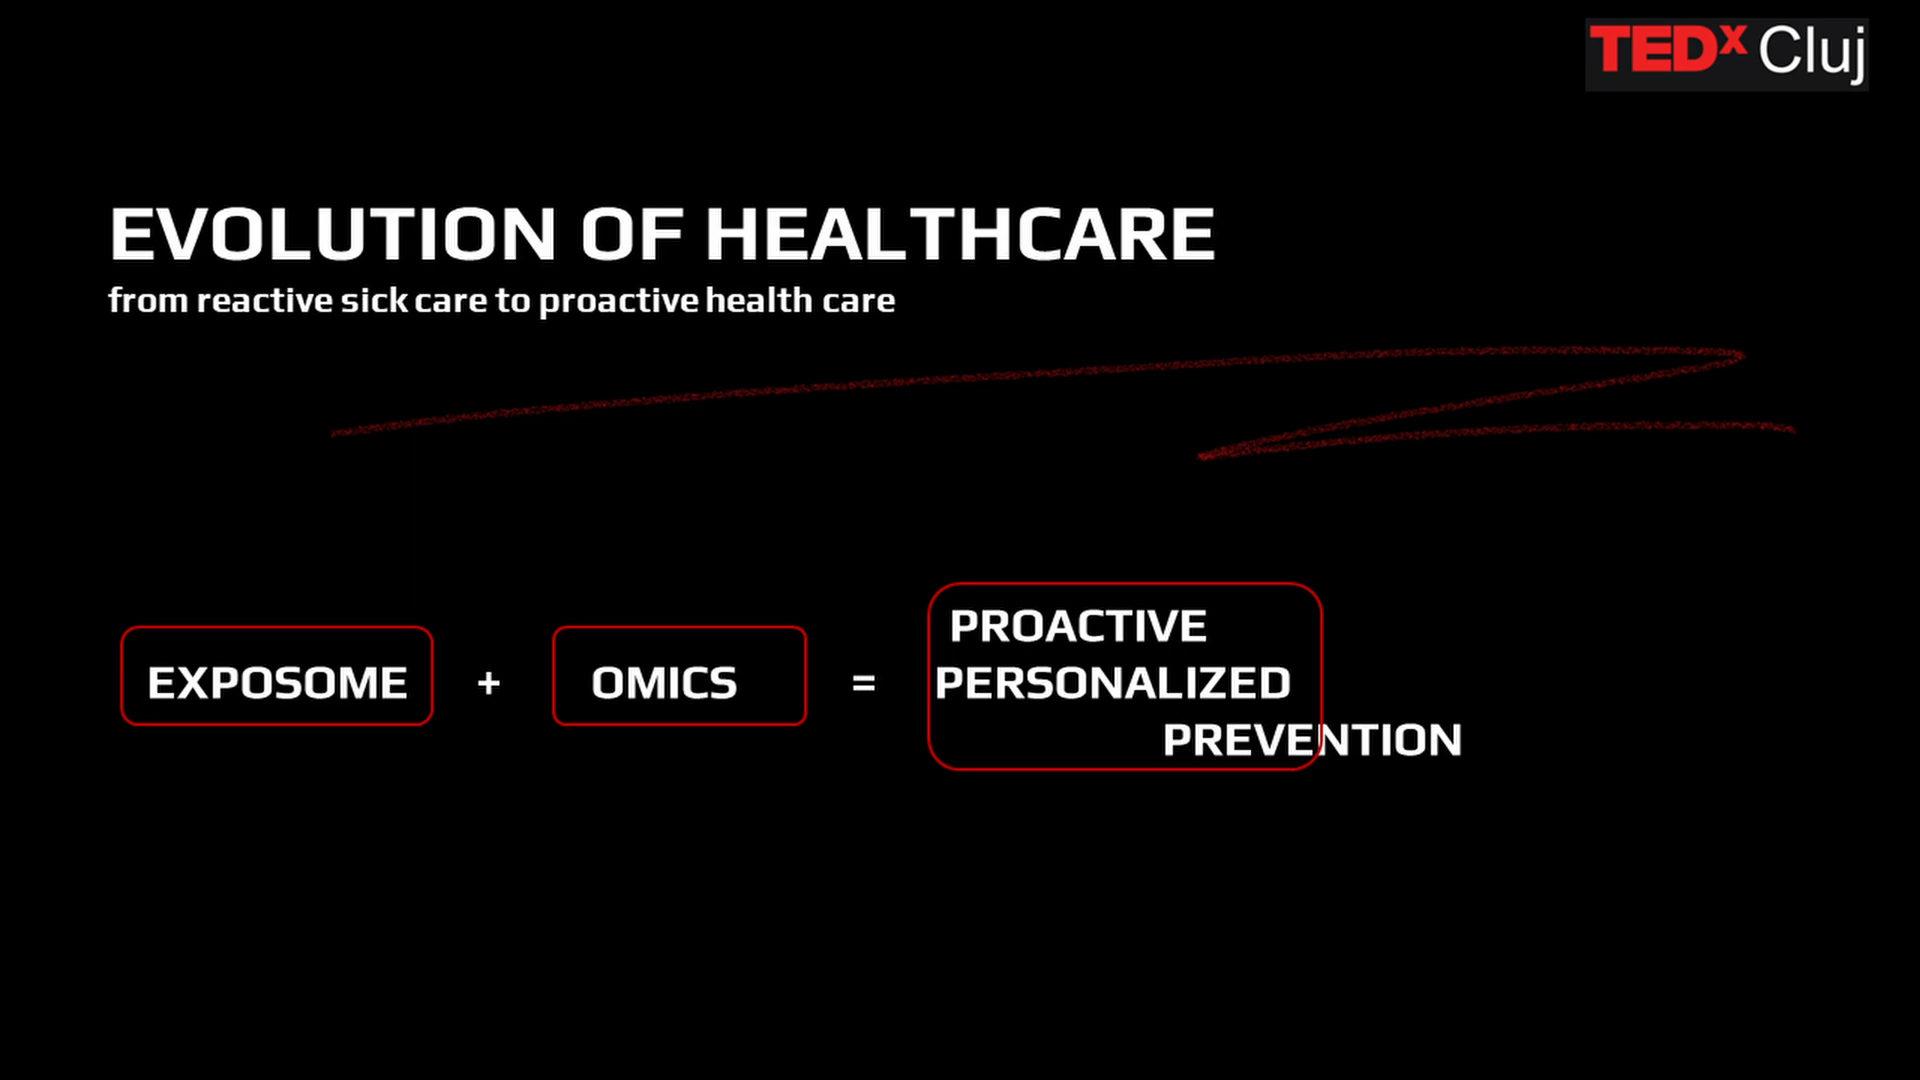 TEDx Cluj
EVOLUTION OF HEALTHCARE
from reactive sick care to proactive health care
PROACTIVE
EXPOSOME + OMICS = PERSONALIZED
PREVENTION